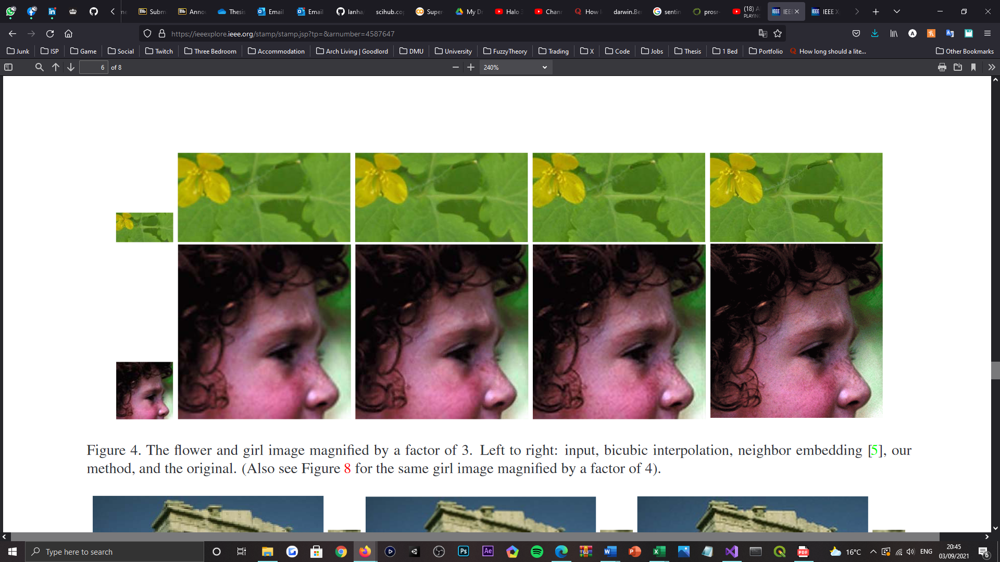 Subm
Anno
Thesis
Email
Email
lanha
scihub.co
Super
My Dr
Halo 3
Chann
How l
darwin.Be
sentin
prosr-
(18) A
PLAYING
IEEE
IEEE X
https://ieeexplore.ieee.org/stamp/stamp.jsp?tp=&arnumber=4587647
Junk
ISP
Game
Social
Twitch
Three Bedroom
Accommodation
Arch Living | Goodlord
DMU
University
FuzzyTheory
Trading
X
Code
Jobs
Thesis
1 Bed
Portfolio
How long should a lite...
Other Bookmarks
6 of 8
240%
Figure 4. The flower and girl image magnified by a factor of 3. Left to right: input, bicubic interpolation, neighbor embedding [5], our
method, and the original. (Also see Figure 8 for the same girl image magnified by a factor of 4).
Type here to search
16°C
ENG
20:45
03/09/2021
6